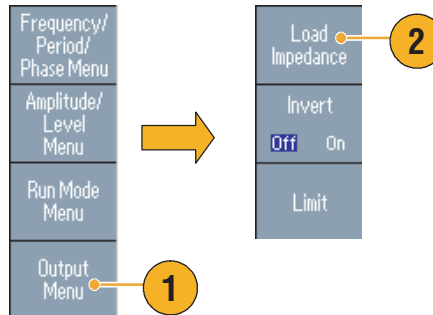 Frequency/
Period/
Phase Menu
Amplitude/
Level
Menu
Run Mode
Menu
Output
Menu
1
Load
Impedance
2
Invert
Off On
Limit